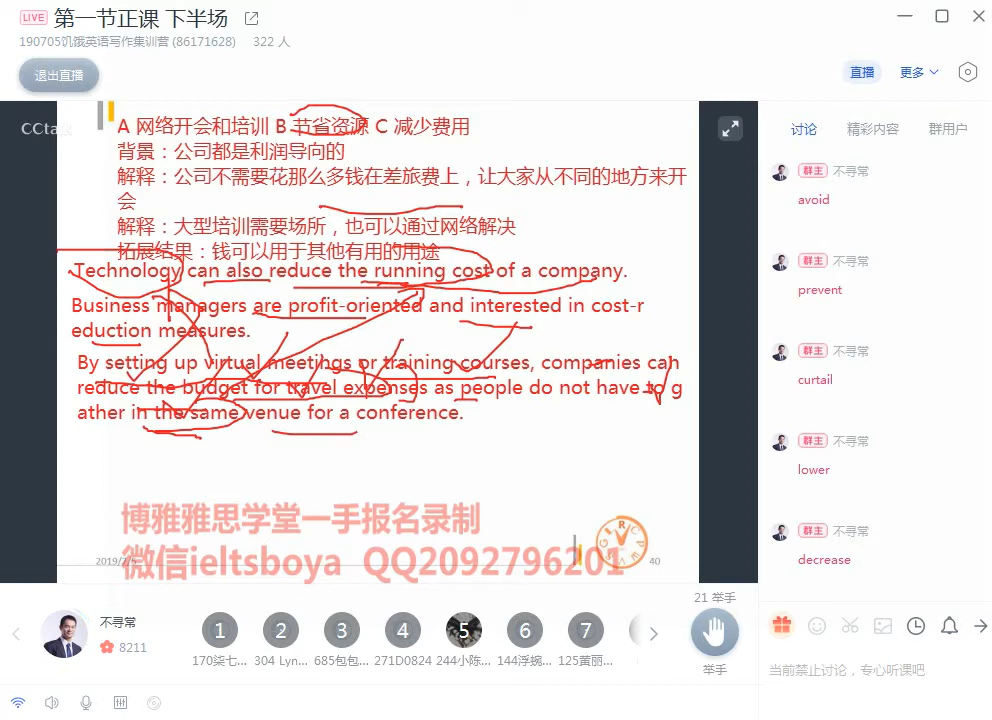 LIVE 第一节正课 下半场
190705饥饿英语写作集训营 (86171628) 322 人
退出直播
直播 更多
CCta
A 网络开会和培训 B 节省资源 C 减少费用
背景：公司都是利润导向的
解释：公司不需要花那么多钱在差旅费上，让大家从不同的地方来开
会
解释：大型培训需要场所，也可以通过网络解决
拓展结果：钱可以用于其他有用的用途
Technology can also reduce the running cost of a company.
Business managers are profit-oriented and interested in cost-r
eduction measures.
By setting up virtual meetings or training courses, companies can
reduce the budget for travel expenses as people do not have to g
ather in the same venue for a conference.
博雅雅思学堂一手报名录制
2019/7/5
微信ieltsboya QQ2092796201
40
讨论 精彩内容 群用户
群主 不寻常
avoid
群主 不寻常
prevent
群主 不寻常
curtail
群主 不寻常
lower
群主 不寻常
decrease
不寻常
8211
1 2 3 4 5 6 7
170柒七... 304 Lyn... 685包包... 271D0824 244小陈... 144浮婉... 125黄丽...
21 举手
举手
当前禁止讨论，专心听课吧